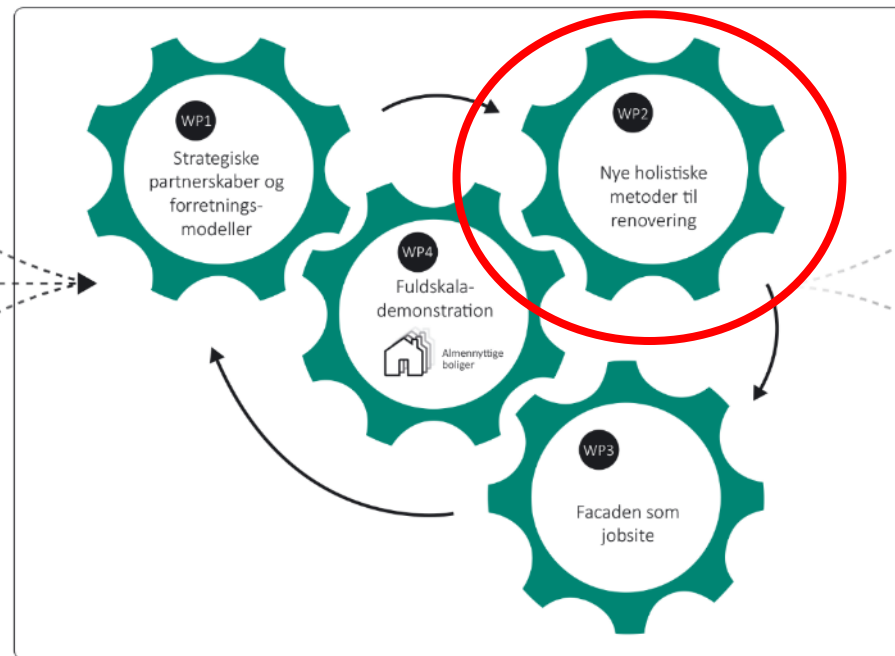 WP1
Strategiske
partnerskaber og
forretnings-
modeller
WP2
Nye holistiske
metoder til
renovering
WP4
Fuldskala-
demonstration
Almennyttige
boliger
WP3
Facaden som
jobsite